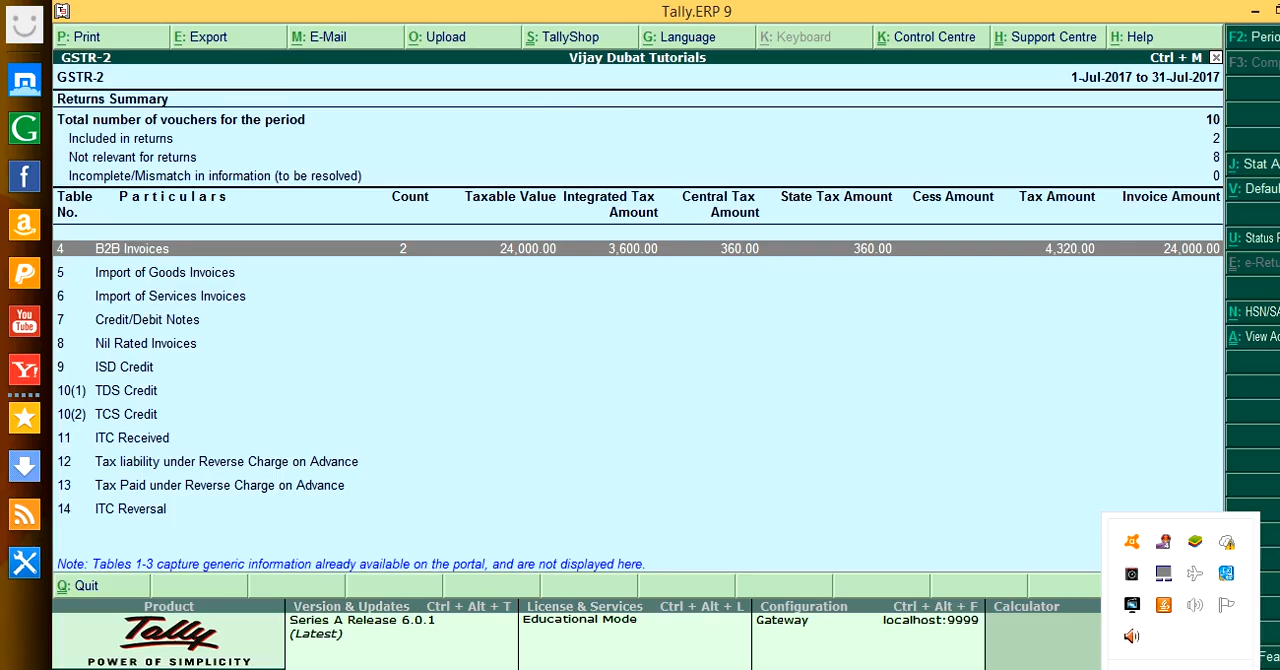 Tally.ERP 9
P: Print E: Export M: E-Mail O: Upload S: TallyShop G: Language K: Keyboard K: Control Centre H: Support Centre H: Help F2: Perio
GSTR-2 Vijay Dubat Tutorials Ctrl + M F3: Comp
GSTR-2 1-Jul-2017 to 31-Jul-2017
Returns Summary
Total number of vouchers for the period 10
Included in returns 2
Not relevant for returns 8
Incomplete/Mismatch in information (to be resolved) 0
Table Particulars Count Taxable Value Integrated Tax Central Tax State Tax Amount Cess Amount Tax Amount Invoice Amount
No. Amount Amount
4 B2B Invoices 2 24,000.00 3,600.00 360.00 360.00 4,320.00 24,000.00
5 Import of Goods Invoices
6 Import of Services Invoices
7 Credit/Debit Notes
8 Nil Rated Invoices
9 ISD Credit
10(1) TDS Credit
10(2) TCS Credit
11 ITC Received
12 Tax liability under Reverse Charge on Advance
13 Tax Paid under Reverse Charge on Advance
14 ITC Reversal
Note: Tables 1-3 capture generic information already available on the portal, and are not displayed here.
Q: Quit
J: Stat A
V: Defaul
U: Status R
E: e-Retu
N: HSN/SA
A: View Ac
Product Version & Updates Ctrl + Alt + T License & Services Ctrl + Alt + L Configuration Ctrl + Alt + F Calculator
Tally Series A Release 6.0.1 Educational Mode Gateway localhost:9999
(Latest)
POWER OF SIMPLICITY
Fea
G
f
a
P
You
Tube
Y!